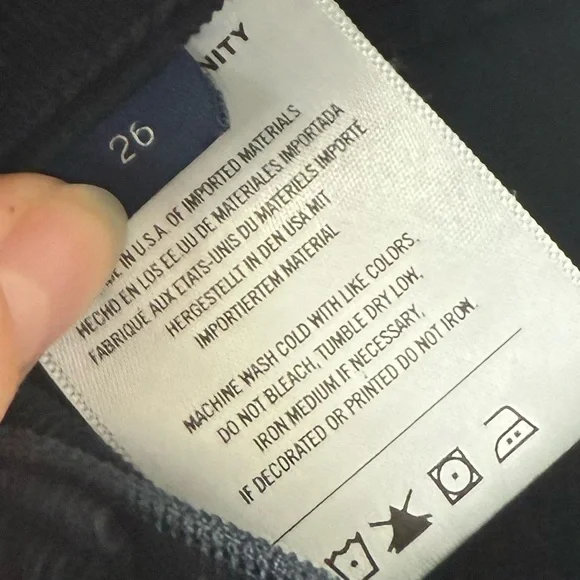 NITY
26
E IN U.S.A. OF IMPORTED MATERIALS
HECHO EN LOS EE.UU DE MATERIALES IMPORTADA
FABRIQUÉ AUX ETATS-UNIS DU MATERIELS IMPORTÉ
HERGESTELLT IN DEN USA MIT
IMPORTIERTEM MATERIAL
MACHINE WASH COLD WITH LIKE COLORS,
DO NOT BLEACH, TUMBLE DRY LOW,
IRON MEDIUM IF NECESSARY,
IF DECORATED OR PRINTED DO NOT IRON.